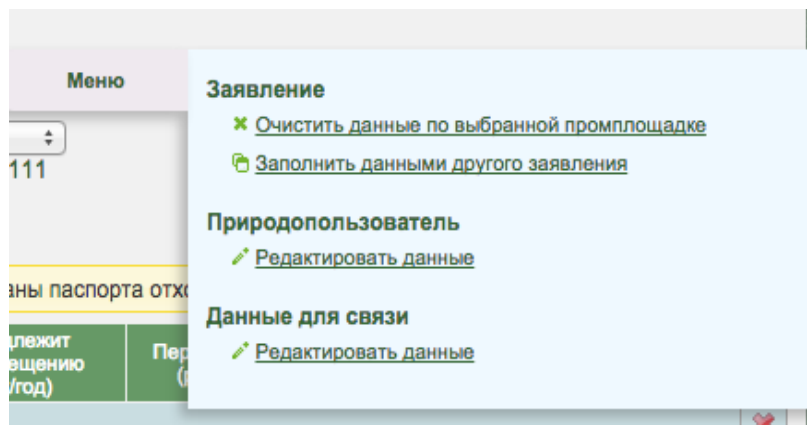 Меню
Заявление
Очистить данные по выбранной промплощадке
111
Заполнить данными другого заявления
Природопользователь
Редактировать данные
паспорта
Данные для связи
Редактировать данные